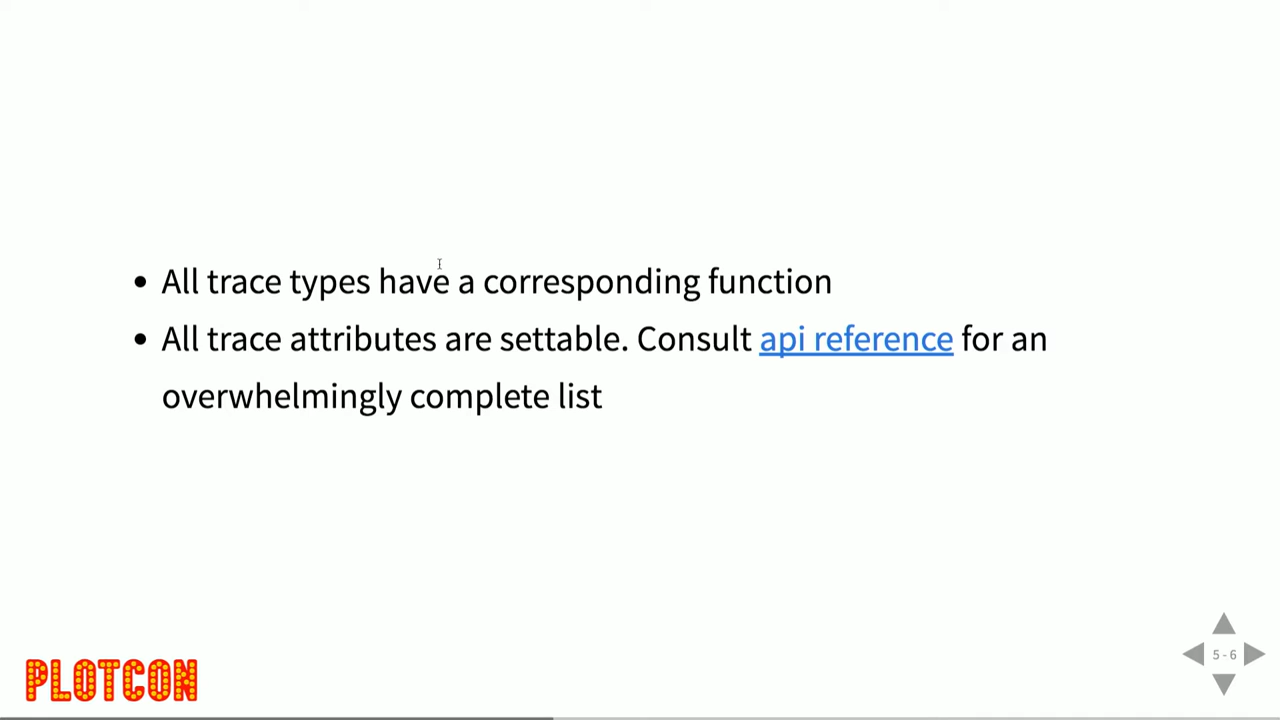 All trace types have a corresponding function
All trace attributes are settable. Consult api reference for an
overwhelmingly complete list
5 - 6
PLOTCON